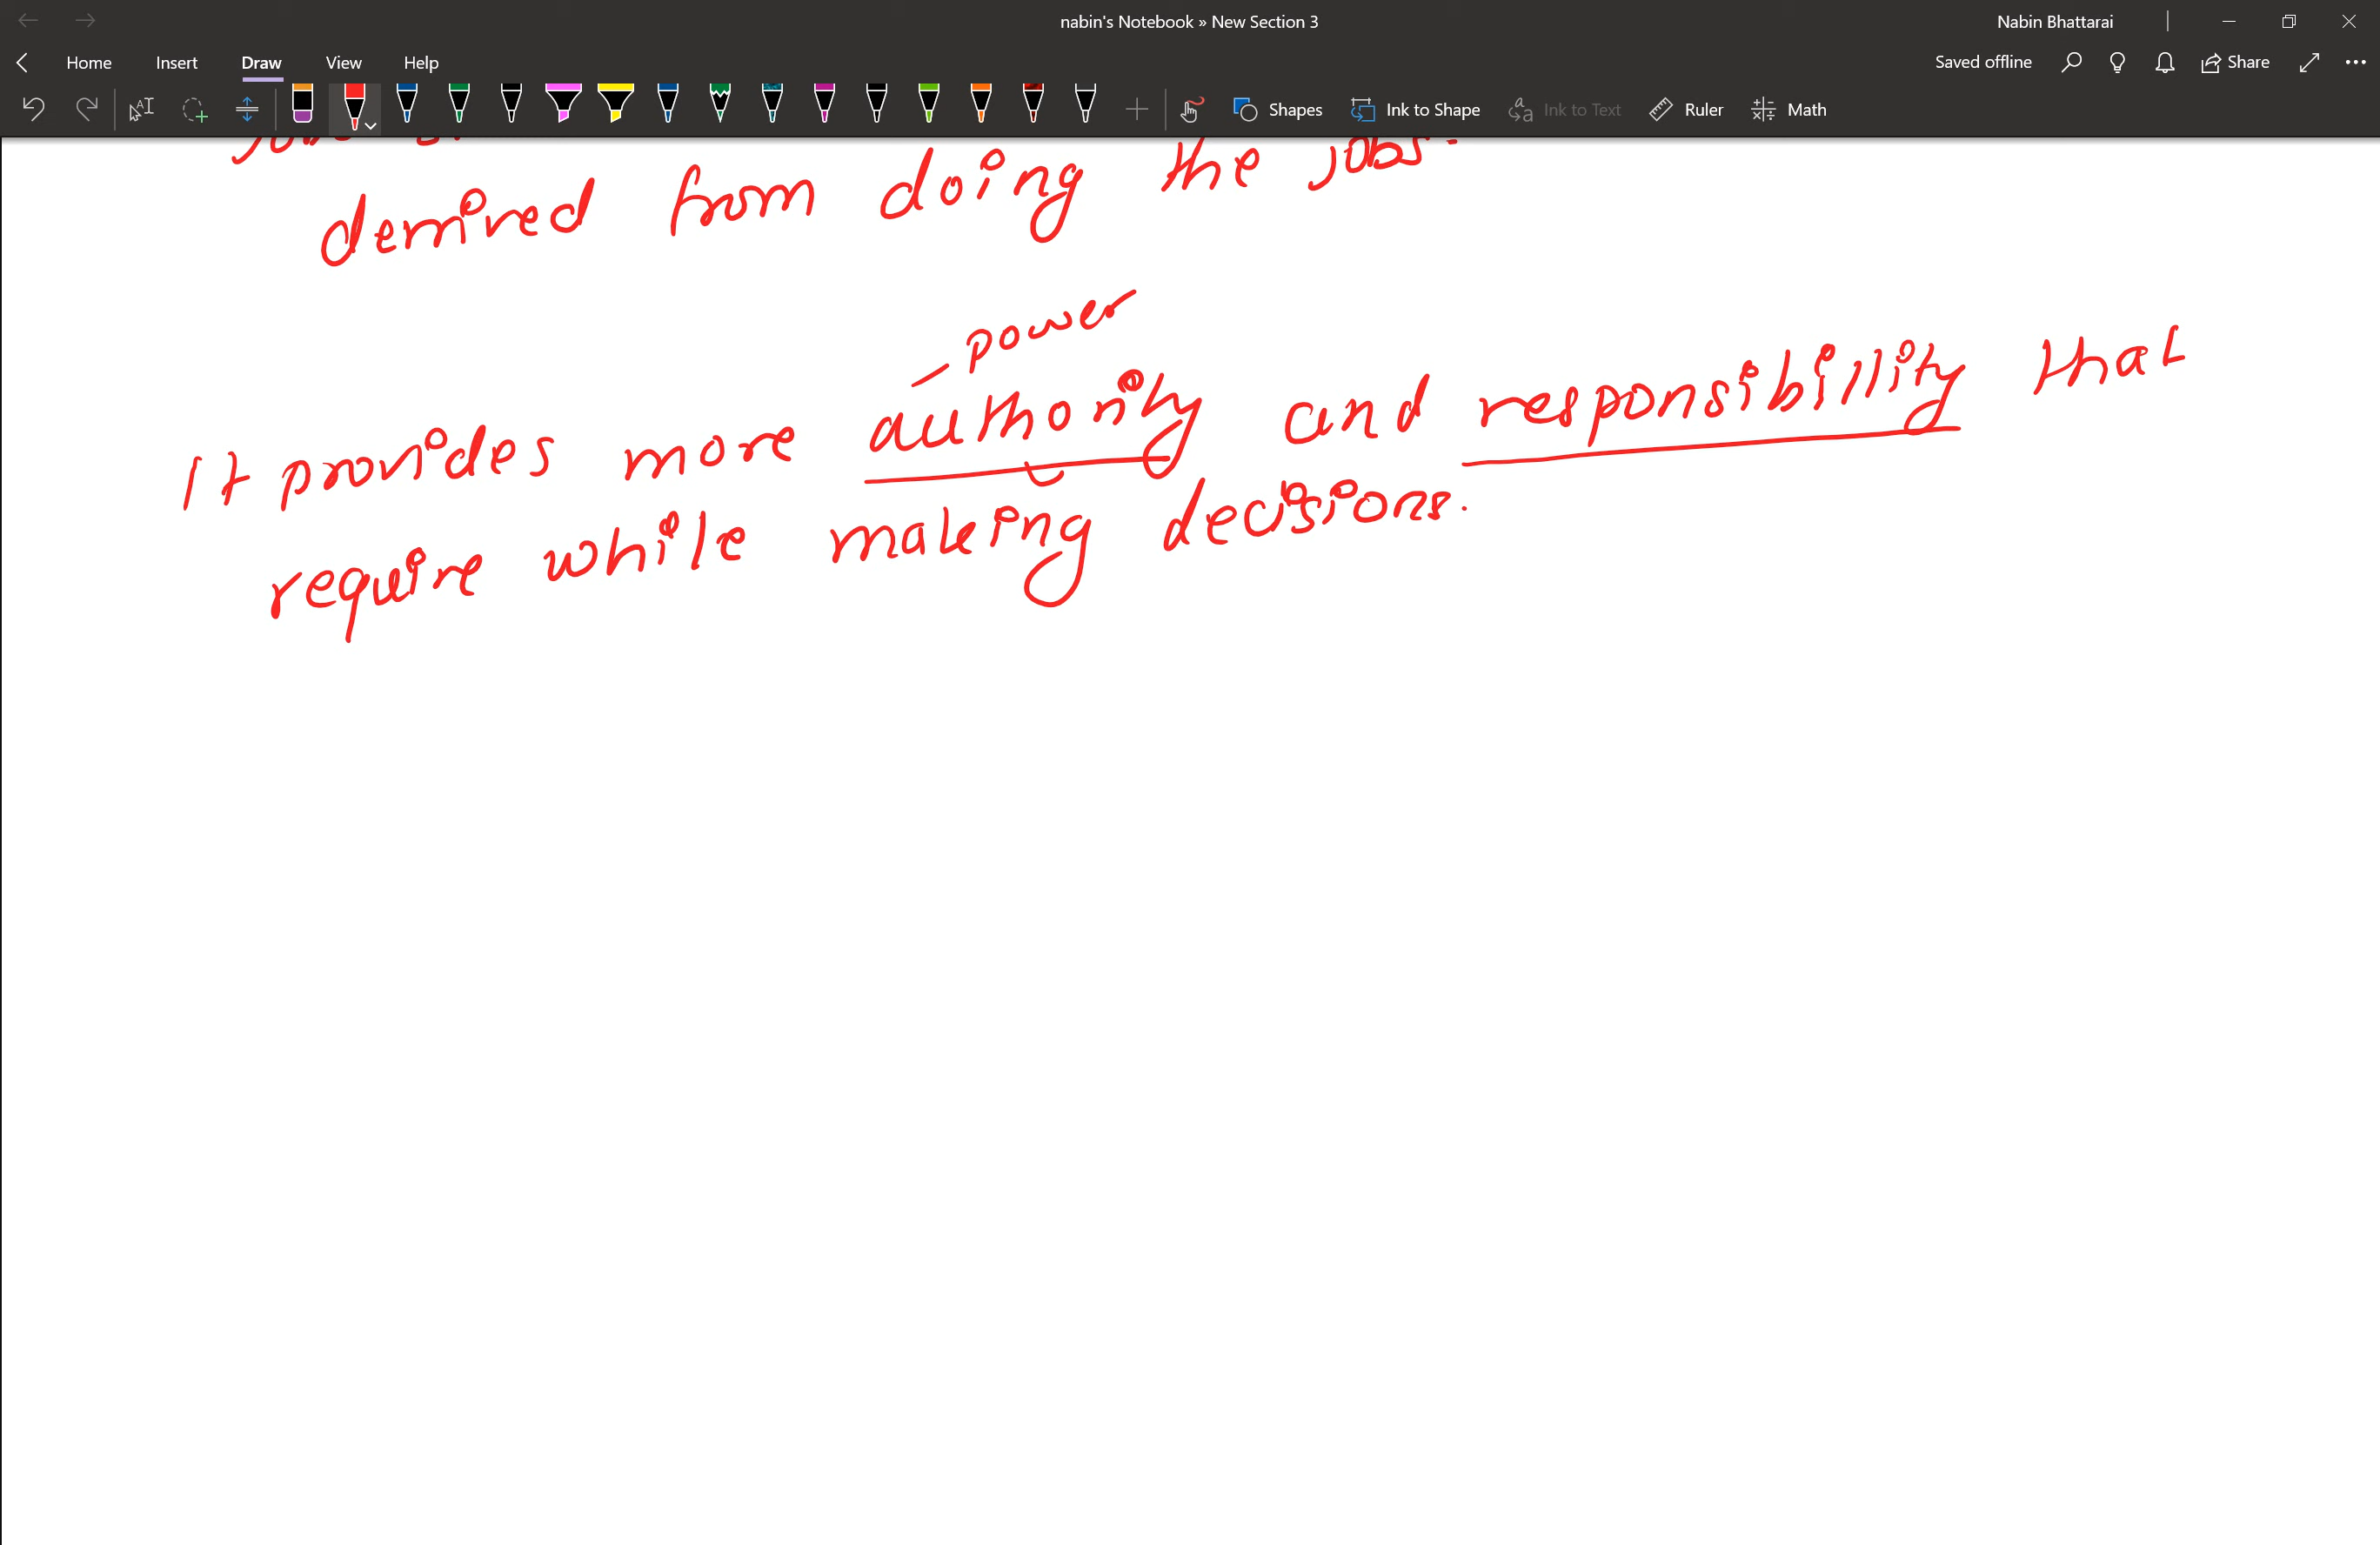 nabin's Notebook » New Section 3
Nabin Bhattarai
Home Insert Draw View Help
Saved offline
Share
Shapes Ink to Shape Ink to Text Ruler Math
derived from doing the jobs.
- power
It provides more authority and responsibillity that
require while making decisions.